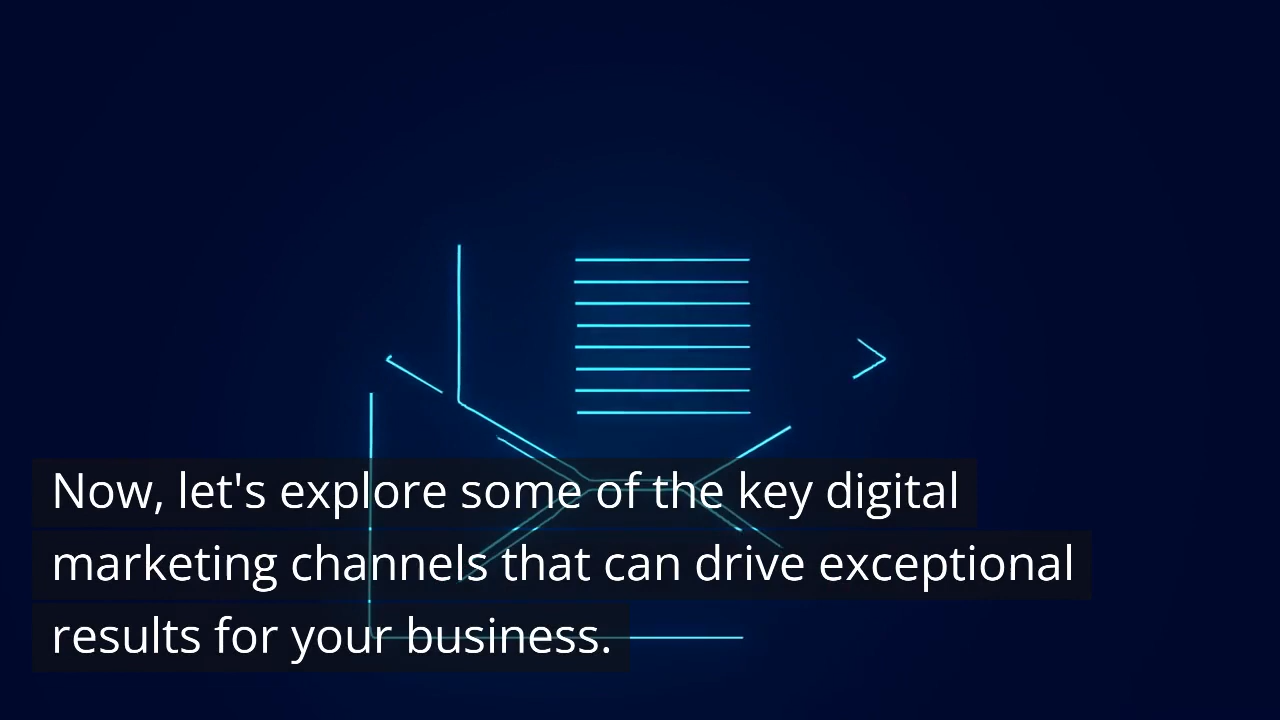 Now, let's explore some of the key digital
marketing channels that can drive exceptional
results for your business.